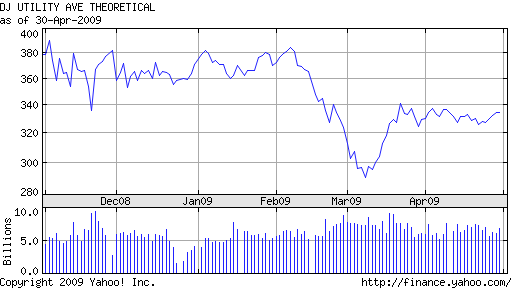 DJ UTILITY AVE THEORETICAL
as of 30-Apr-2009
400
380
360
340
320
300
280
Dec08 Jan09 Feb09 Mar09 Apr09
10.0
5.0
0.0
Billions
Copyright 2009 Yahoo! Inc. http://finance.yahoo.com/